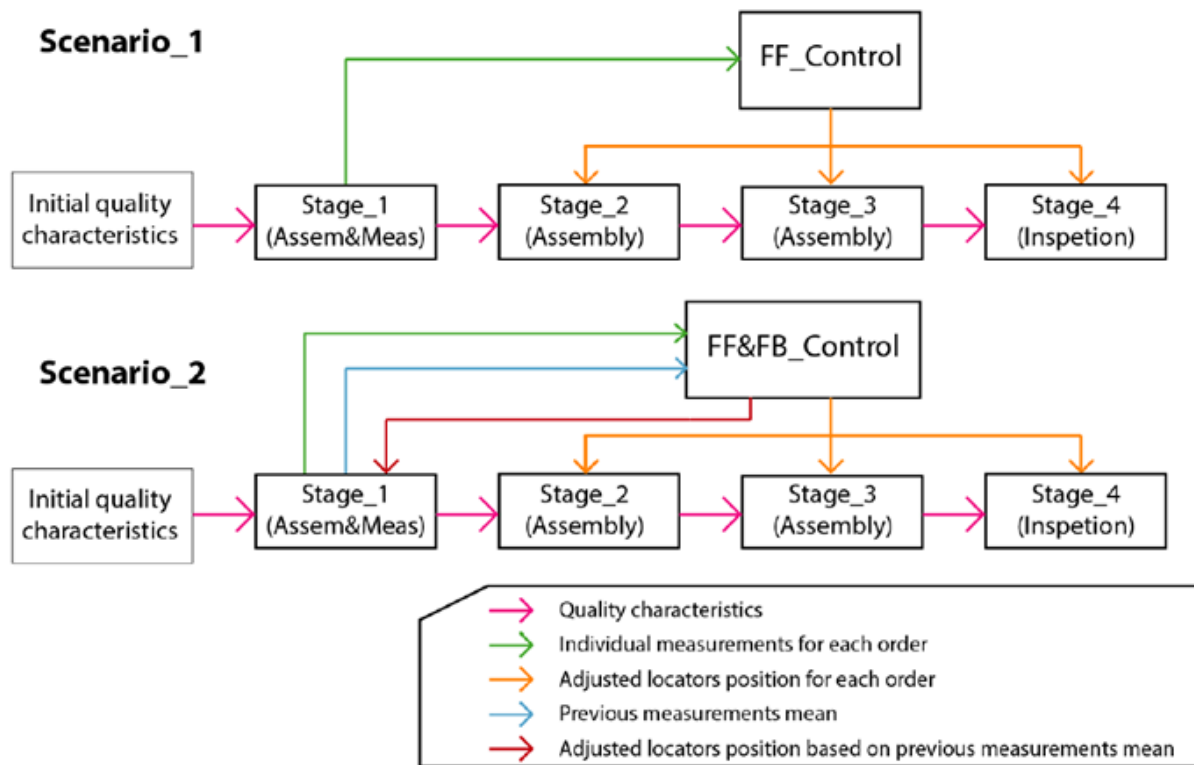 Scenario_1
FF_Control
Initial quality
characteristics
Stage_1
(Assem&Meas)
Stage_2
(Assembly)
Stage_3
(Assembly)
Stage_4
(Inspetion)
Scenario_2
FF&FB_Control
Initial quality
characteristics
Stage_1
(Assem&Meas)
Stage_2
(Assembly)
Stage_3
(Assembly)
Stage_4
(Inspetion)
Quality characteristics
Individual measurements for each order
Adjusted locators position for each order
Previous measurements mean
Adjusted locators position based on previous measurements mean